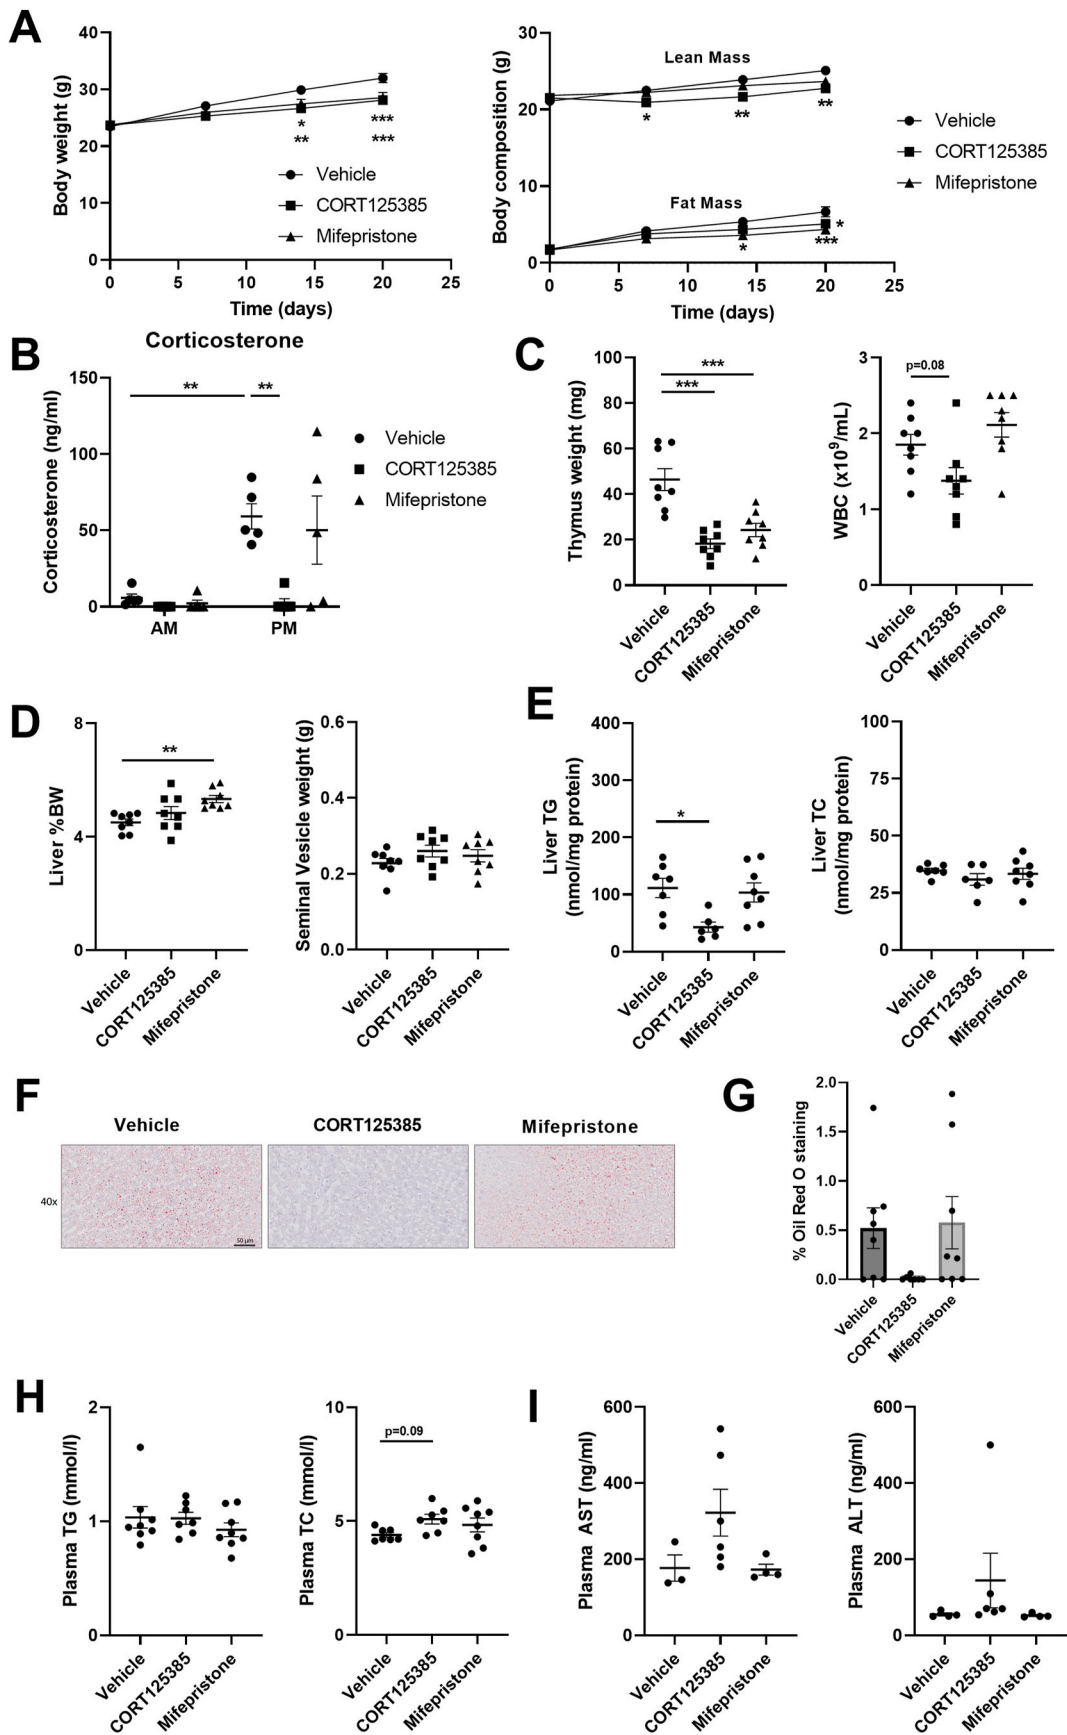 A
Body weight (g)
40
30
20
10
0
0 5 10 15 20 25
Time (days)
* ***
** ***
Vehicle
CORT125385
Mifepristone
Body composition (g)
30
20
10
0
0 5 10 15 20 25
Time (days)
Lean Mass
* ** **
Fat Mass
* *** *
Vehicle
CORT125385
Mifepristone
B
Corticosterone
Corticosterone (ng/ml)
150
100
50
0
** **
AM PM
Vehicle
CORT125385
Mifepristone
C
Thymus weight (mg)
100
80
60
40
20
0
***
***
Vehicle
CORT125385
Mifepristone
WBC (x10⁹/mL)
3
2
1
0
p=0.08
Vehicle
CORT125385
Mifepristone
D
Liver %BW
8
4
0
**
Vehicle
CORT125385
Mifepristone
Seminal Vesicle weight (g)
0.6
0.4
0.2
0.0
Vehicle
CORT125385
Mifepristone
E
Liver TG
(nmol/mg protein)
400
300
200
100
0
*
Vehicle
CORT125385
Mifepristone
Liver TC
(nmol/mg protein)
100
75
50
25
0
Vehicle
CORT125385
Mifepristone
F
Vehicle CORT125385 Mifepristone
40x
50 µm
G
% Oil Red O staining
2.0
1.5
1.0
0.5
0.0
Vehicle
CORT125385
Mifepristone
H
Plasma TG (mmol/l)
2
1
0
Vehicle
CORT125385
Mifepristone
Plasma TC (mmol/l)
10
5
0
p=0.09
Vehicle
CORT125385
Mifepristone
I
Plasma AST (ng/ml)
600
400
200
0
Vehicle
CORT125385
Mifepristone
Plasma ALT (ng/ml)
600
400
200
0
Vehicle
CORT125385
Mifepristone